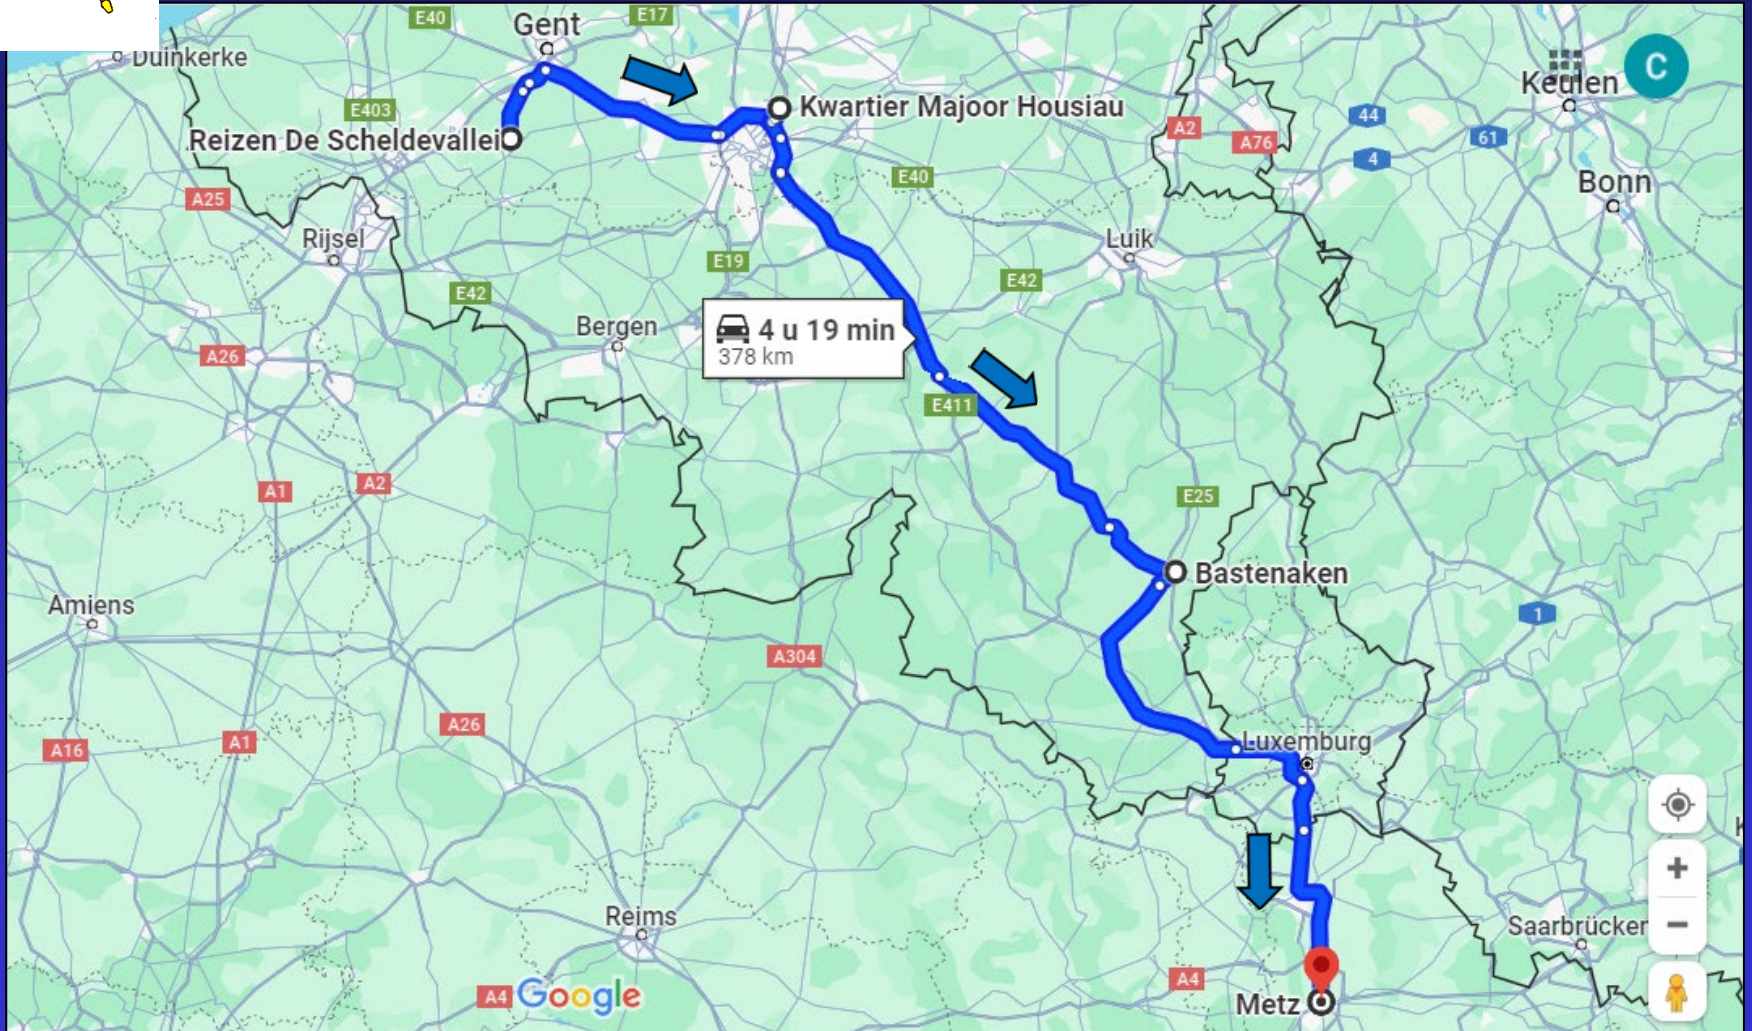 E40
Gent
E17
Duinkerke
C
Keulen
E403
Kwartier Majoor Housiau
44
A2
A76
61
Reizen De Scheldevallei
4
E40
Bonn
A25
Rijsel
Luik
E19
E42
E42
Bergen
4 u 19 min
378 km
A26
E411
A1
A2
E25
Bastenaken
Amiens
1
A304
A26
A16
A1
Luxemburg
Reims
Saarbrücken
A4
Google
A4
Metz